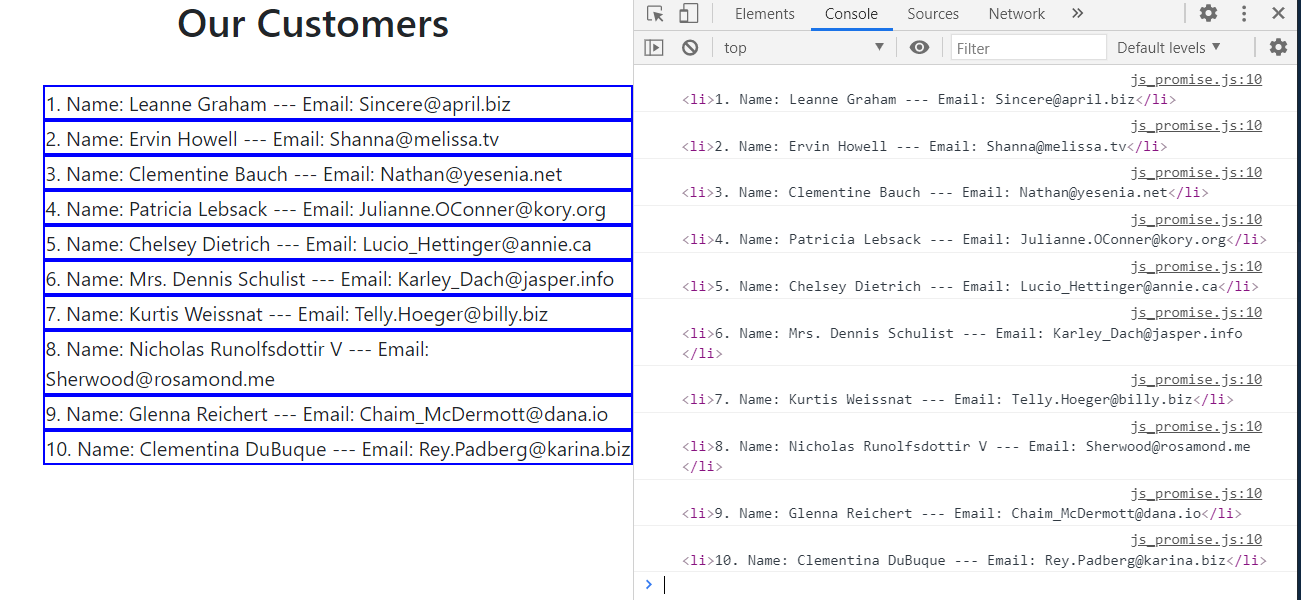 Our Customers
1. Name: Leanne Graham --- Email: Sincere@april.biz
2. Name: Ervin Howell --- Email: Shanna@melissa.tv
3. Name: Clementine Bauch --- Email: Nathan@yesenia.net
4. Name: Patricia Lebsack --- Email: Julianne.OConner@kory.org
5. Name: Chelsey Dietrich --- Email: Lucio_Hettinger@annie.ca
6. Name: Mrs. Dennis Schulist --- Email: Karley_Dach@jasper.info
7. Name: Kurtis Weissnat --- Email: Telly.Hoeger@billy.biz
8. Name: Nicholas Runolfsdottir V --- Email:
Sherwood@rosamond.me
9. Name: Glenna Reichert --- Email: Chaim_McDermott@dana.io
10. Name: Clementina DuBuque --- Email: Rey.Padberg@karina.biz
Elements Console Sources Network
top Filter Default levels
js_promise.js:10
<li>1. Name: Leanne Graham --- Email: Sincere@april.biz</li>
js_promise.js:10
<li>2. Name: Ervin Howell --- Email: Shanna@melissa.tv</li>
js_promise.js:10
<li>3. Name: Clementine Bauch --- Email: Nathan@yesenia.net</li>
js_promise.js:10
<li>4. Name: Patricia Lebsack --- Email: Julianne.OConner@kory.org</li>
js_promise.js:10
<li>5. Name: Chelsey Dietrich --- Email: Lucio_Hettinger@annie.ca</li>
js_promise.js:10
<li>6. Name: Mrs. Dennis Schulist --- Email: Karley_Dach@jasper.info
</li>
js_promise.js:10
<li>7. Name: Kurtis Weissnat --- Email: Telly.Hoeger@billy.biz</li>
js_promise.js:10
<li>8. Name: Nicholas Runolfsdottir V --- Email: Sherwood@rosamond.me
</li>
js_promise.js:10
<li>9. Name: Glenna Reichert --- Email: Chaim_McDermott@dana.io</li>
js_promise.js:10
<li>10. Name: Clementina DuBuque --- Email: Rey.Padberg@karina.biz</li>